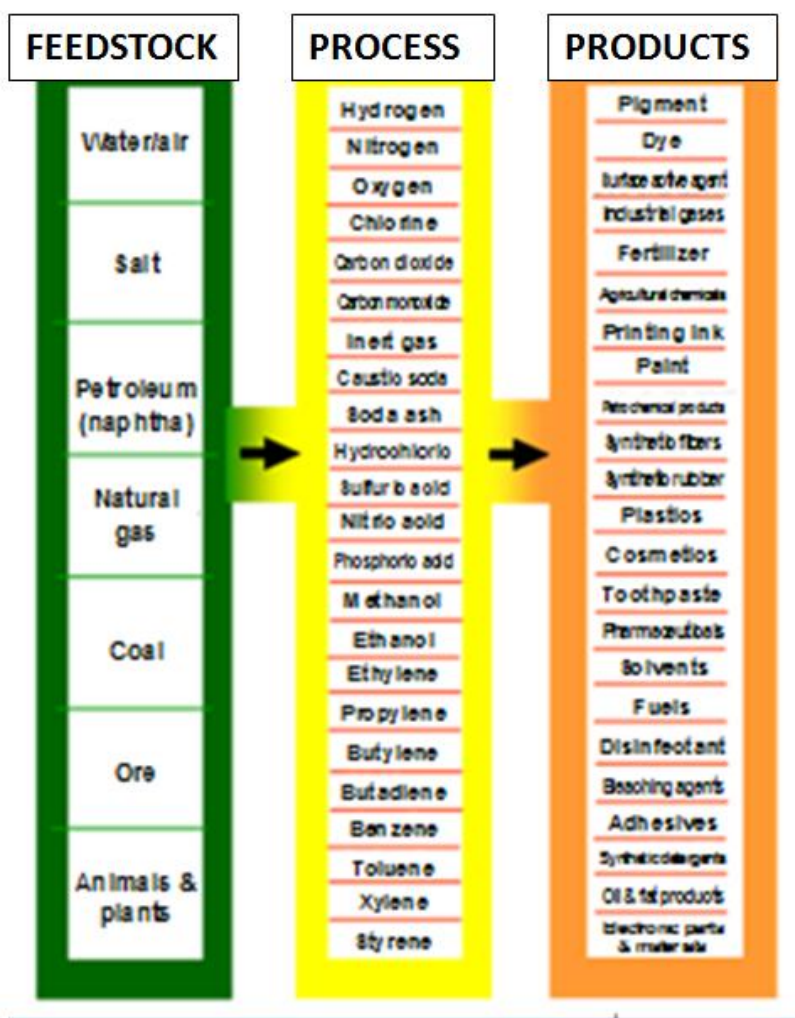 FEEDSTOCK
Water/air
Salt
Petroleum
(naphtha)
Natural
gas
Coal
Ore
Animals &
plants
PROCESS
Hydrogen
Nitrogen
Oxygen
Chlorine
Carbon dioxide
Carbon monoxide
Inert gas
Caustic soda
Soda ash
Hydrochloric
Sulfuric acid
Nitric acid
Phosphoric acid
Methanol
Ethanol
Ethylene
Propylene
Butylene
Butadiene
Benzene
Toluene
Xylene
Styrene
PRODUCTS
Pigment
Dye
Surface active agent
Industrial gases
Fertilizer
Agricultural chemicals
Printing ink
Paint
Petrochemical products
Synthetic fibers
Synthetic rubber
Plastics
Cosmetics
Toothpaste
Pharmaceuticals
Solvents
Fuels
Disinfectant
Bleaching agents
Adhesives
Synthetic detergents
Oil & fat products
Electronic parts
& materials